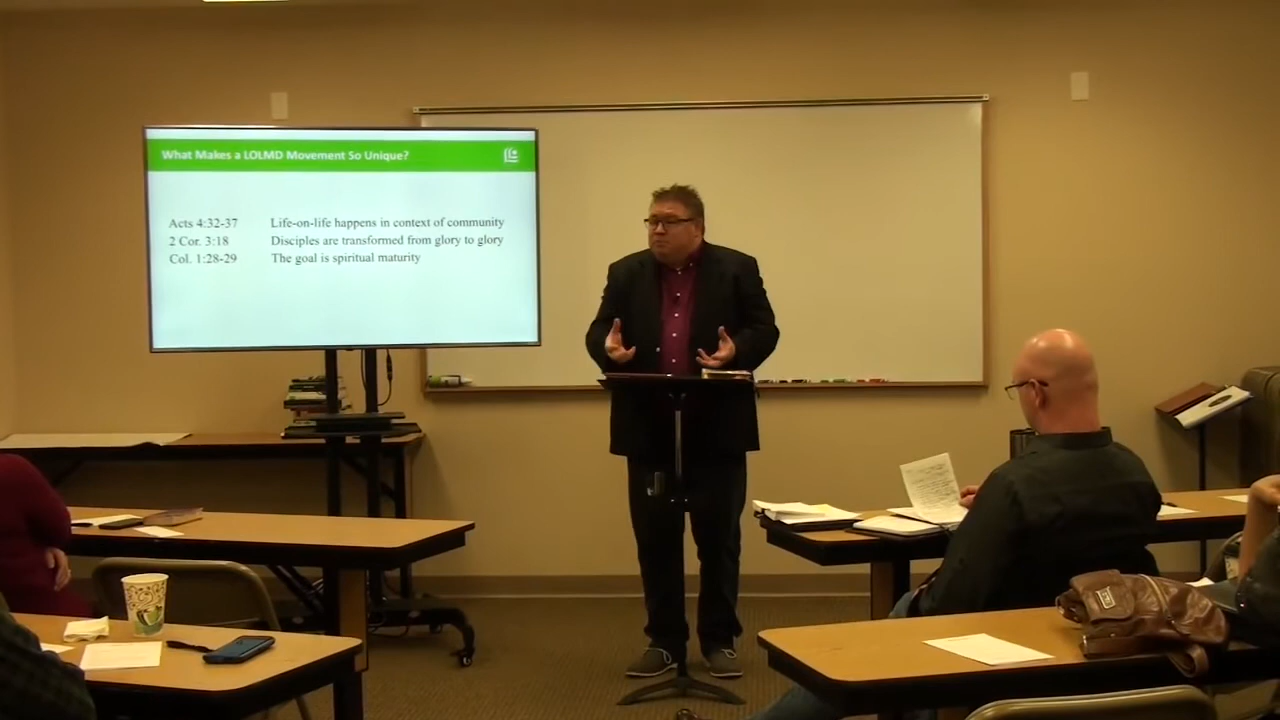 What Makes a LOLMD Movement So Unique?
Acts 4:32-37 Life-on-life happens in context of community
2 Cor. 3:18 Disciples are transformed from glory to glory
Col. 1:28-29 The goal is spiritual maturity